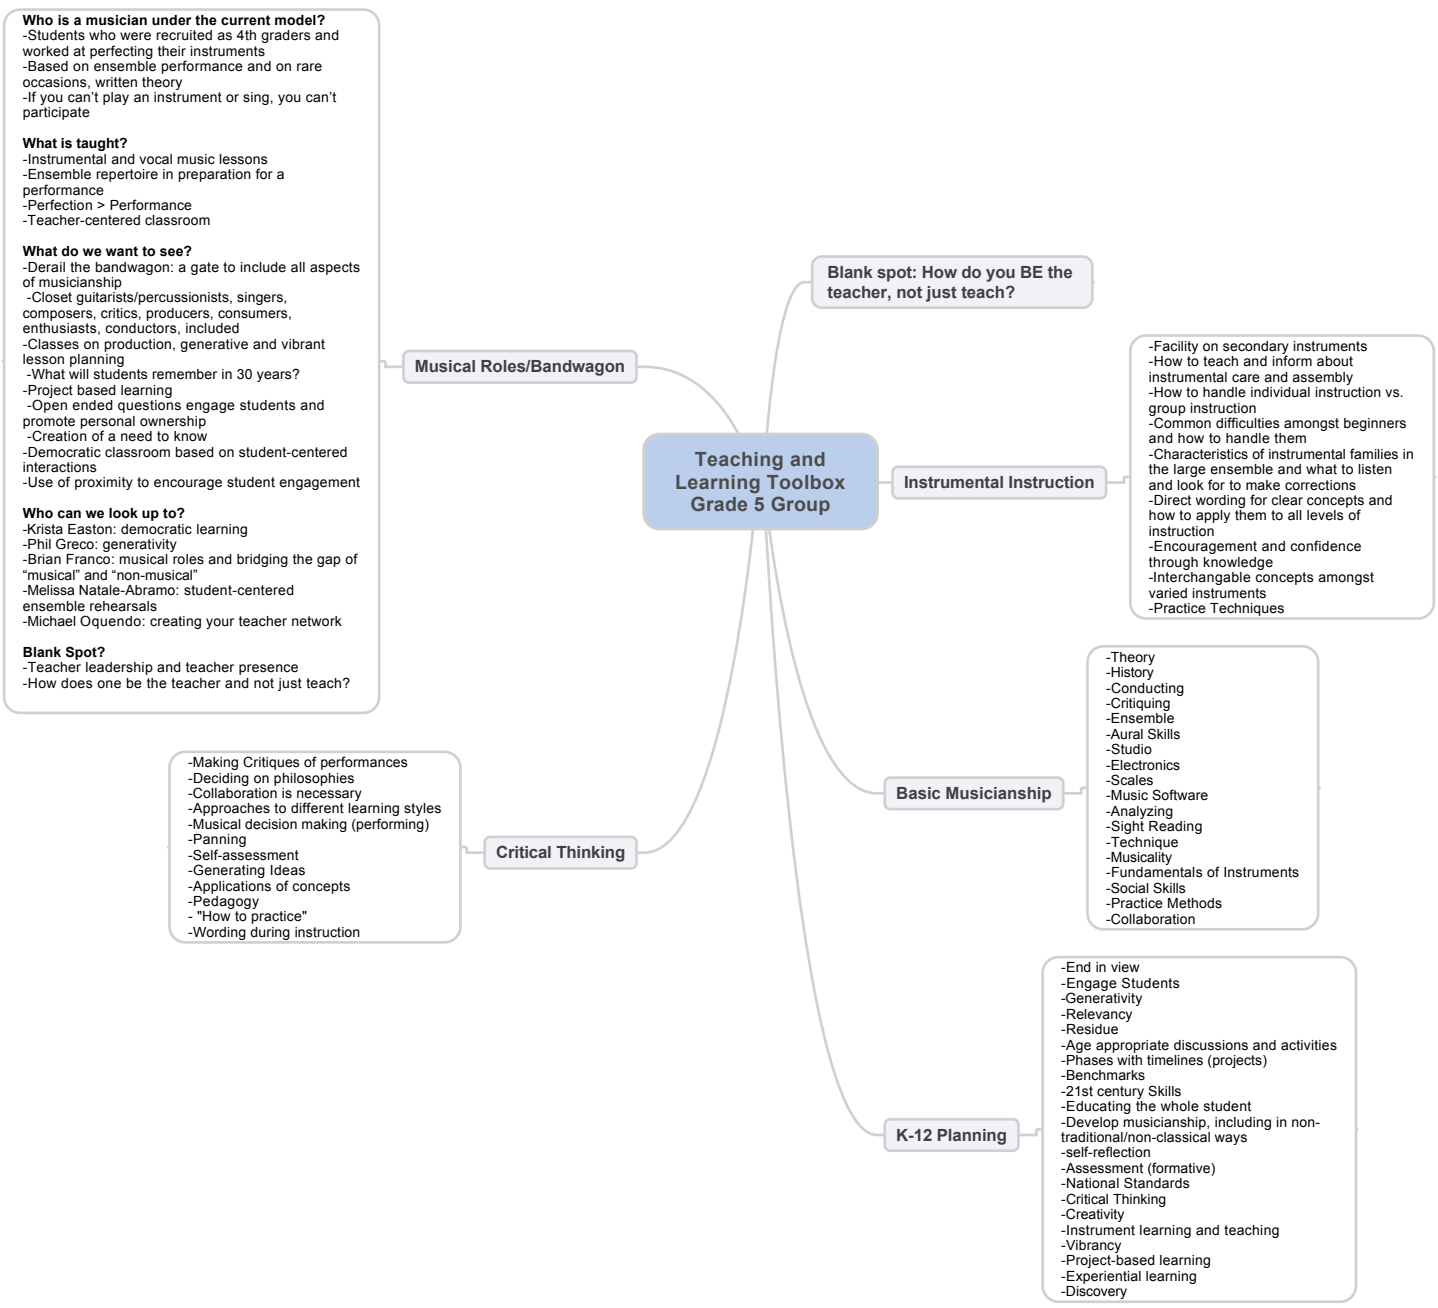 Who is a musician under the current model?
-Students who were recruited as 4th graders and
worked at perfecting their instruments
-Based on ensemble performance and on rare
occasions, written theory
-If you can't play an instrument or sing, you can't
participate
What is taught?
-Instrumental and vocal music lessons
-Ensemble repertoire in preparation for a
performance
-Perfection > Performance
-Teacher-centered classroom
What do we want to see?
-Derail the bandwagon: a gate to include all aspects
of musicianship
-Closet guitarists/percussionists, singers,
composers, critics, producers, consumers,
enthusiasts, conductors, included
-Classes on production, generative and vibrant
lesson planning
-What will students remember in 30 years?
-Project based learning
-Open ended questions engage students and
promote personal ownership
-Creation of a need to know
-Democratic classroom based on student-centered
interactions
-Use of proximity to encourage student engagement
Who can we look up to?
-Krista Easton: democratic learning
-Phil Greco: generativity
-Brian Franco: musical roles and bridging the gap of
“musical” and “non-musical”
-Melissa Natale-Abramo: student-centered
ensemble rehearsals
-Michael Oquendo: creating your teacher network
Blank Spot?
-Teacher leadership and teacher presence
-How does one be the teacher and not just teach?
Musical Roles/Bandwagon
-Making Critiques of performances
-Deciding on philosophies
-Collaboration is necessary
-Approaches to different learning styles
-Musical decision making (performing)
-Panning
-Self-assessment
-Generating Ideas
-Applications of concepts
-Pedagogy
- "How to practice"
-Wording during instruction
Critical Thinking
Teaching and
Learning Toolbox
Grade 5 Group
Blank spot: How do you BE the
teacher, not just teach?
Instrumental Instruction
-Facility on secondary instruments
-How to teach and inform about
instrumental care and assembly
-How to handle individual instruction vs.
group instruction
-Common difficulties amongst beginners
and how to handle them
-Characteristics of instrumental families in
the large ensemble and what to listen
and look for to make corrections
-Direct wording for clear concepts and
how to apply them to all levels of
instruction
-Encouragement and confidence
through knowledge
-Interchangable concepts amongst
varied instruments
-Practice Techniques
Basic Musicianship
-Theory
-History
-Conducting
-Critiquing
-Ensemble
-Aural Skills
-Studio
-Electronics
-Scales
-Music Software
-Analyzing
-Sight Reading
-Technique
-Musicality
-Fundamentals of Instruments
-Social Skills
-Practice Methods
-Collaboration
K-12 Planning
-End in view
-Engage Students
-Generativity
-Relevancy
-Residue
-Age appropriate discussions and activities
-Phases with timelines (projects)
-Benchmarks
-21st century Skills
-Educating the whole student
-Develop musicianship, including in non-
traditional/non-classical ways
-self-reflection
-Assessment (formative)
-National Standards
-Critical Thinking
-Creativity
-Instrument learning and teaching
-Vibrancy
-Project-based learning
-Experiential learning
-Discovery